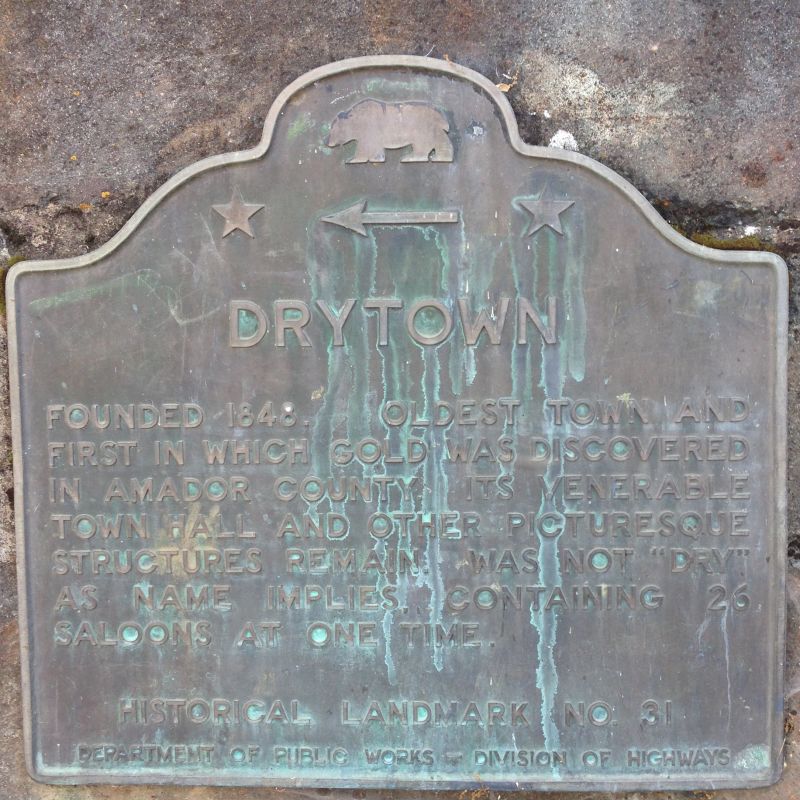 DRYTOWN
FOUNDED 1848. OLDEST TOWN AND
FIRST IN WHICH GOLD WAS DISCOVERED
IN AMADOR COUNTY. ITS VENERABLE
TOWN HALL AND OTHER PICTURESQUE
STRUCTURES REMAIN. WAS NOT "DRY"
AS NAME IMPLIES, CONTAINING 26
SALOONS AT ONE TIME.
HISTORICAL LANDMARK NO. 31
DEPARTMENT OF PUBLIC WORKS - DIVISION OF HIGHWAYS